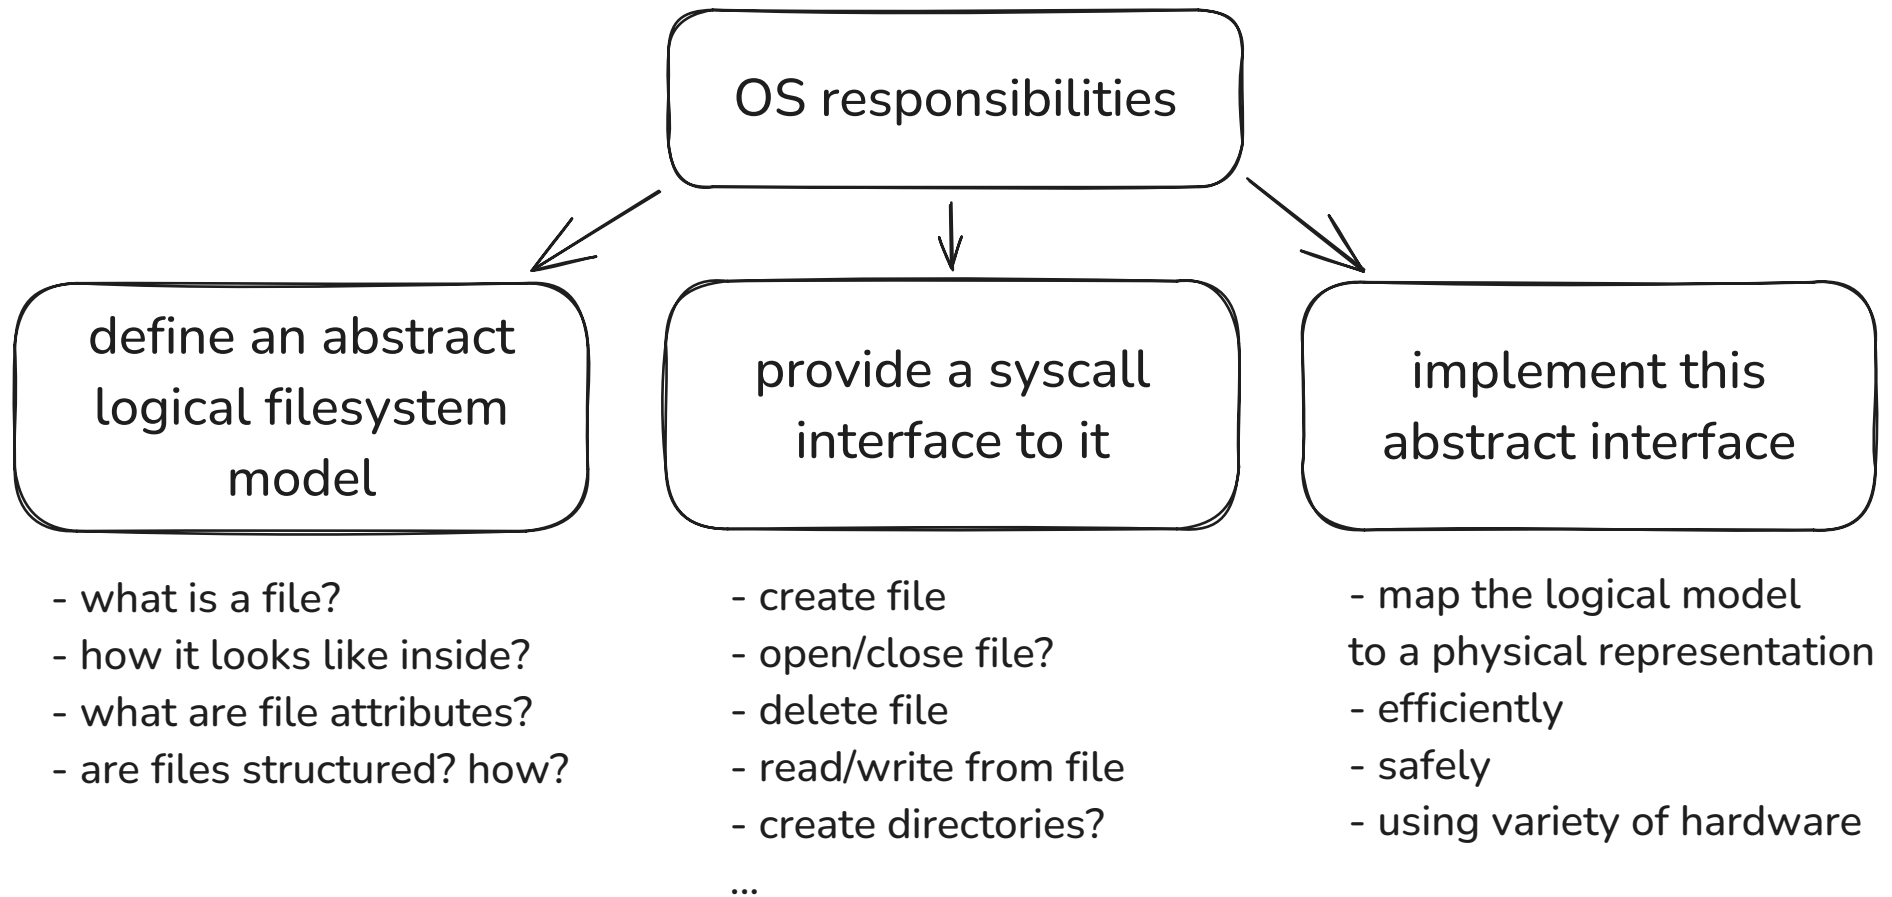 OS responsibilities
define an abstract
logical filesystem
model
- what is a file?
- how it looks like inside?
- what are file attributes?
- are files structured? how?
provide a syscall
interface to it
- create file
- open/close file?
- delete file
- read/write from file
- create directories?
...
implement this
abstract interface
- map the logical model
to a physical representation
- efficiently
- safely
- using variety of hardware